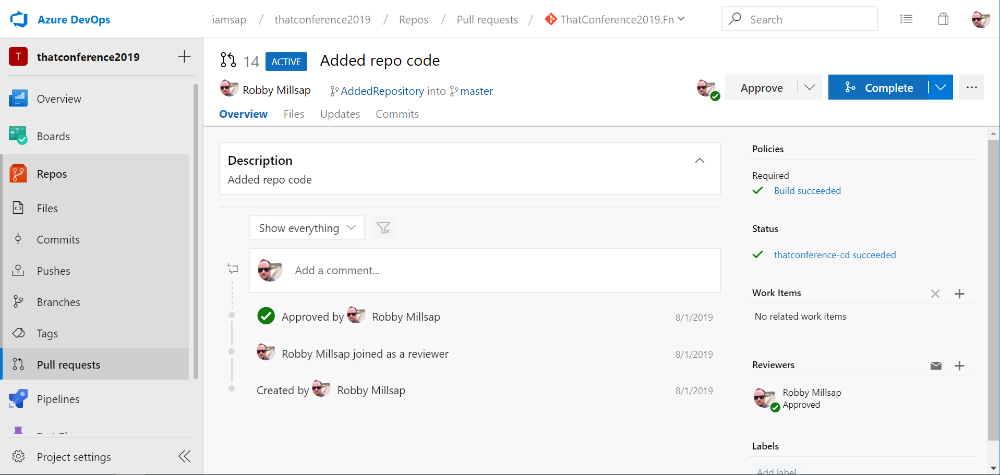 Azure DevOps
iamsap / thatconference2019 / Repos / Pull requests / ThatConference2019.Fn
Search
T thatconference2019
Overview
Boards
Repos
Files
Commits
Pushes
Branches
Tags
Pull requests
Pipelines
Project settings
14 ACTIVE Added repo code
Robby Millsap AddedRepository into master
Approve
Complete
Overview Files Updates Commits
Description
Added repo code
Show everything
Add a comment...
Approved by Robby Millsap 8/1/2019
Robby Millsap joined as a reviewer 8/1/2019
Created by Robby Millsap 8/1/2019
Policies
Required
Build succeeded
Status
thatconference-cd succeeded
Work Items
No related work items
Reviewers
Robby Millsap
Approved
Labels
Add label